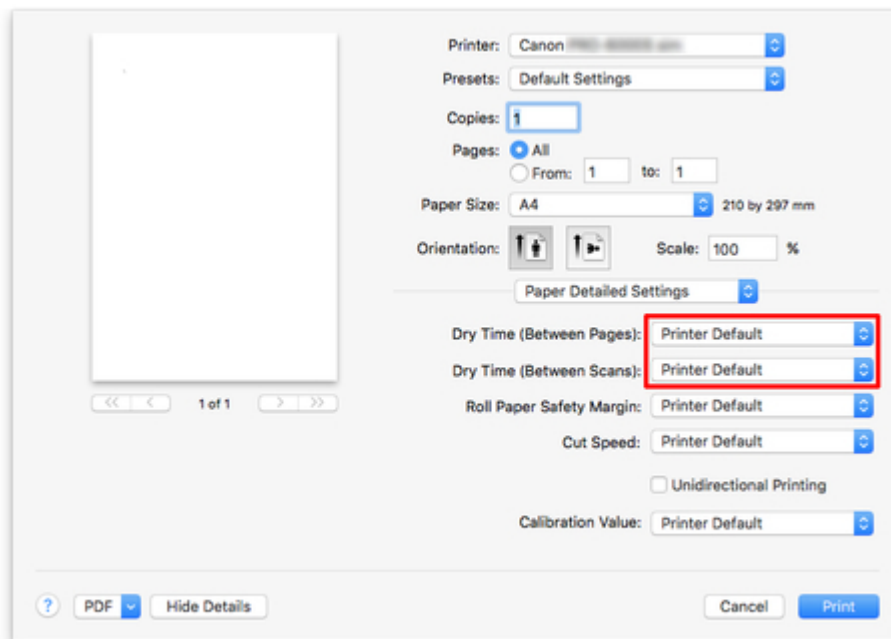 Printer: Canon
Presets: Default Settings
Copies: 1
Pages: All
From: 1 to: 1
Paper Size: A4 210 by 297 mm
Orientation: Scale: 100 %
Paper Detailed Settings
Dry Time (Between Pages): Printer Default
Dry Time (Between Scans): Printer Default
Roll Paper Safety Margin: Printer Default
Cut Speed: Printer Default
Unidirectional Printing
Calibration Value: Printer Default
<< < 1 of 1 > >>
? PDF Hide Details Cancel Print